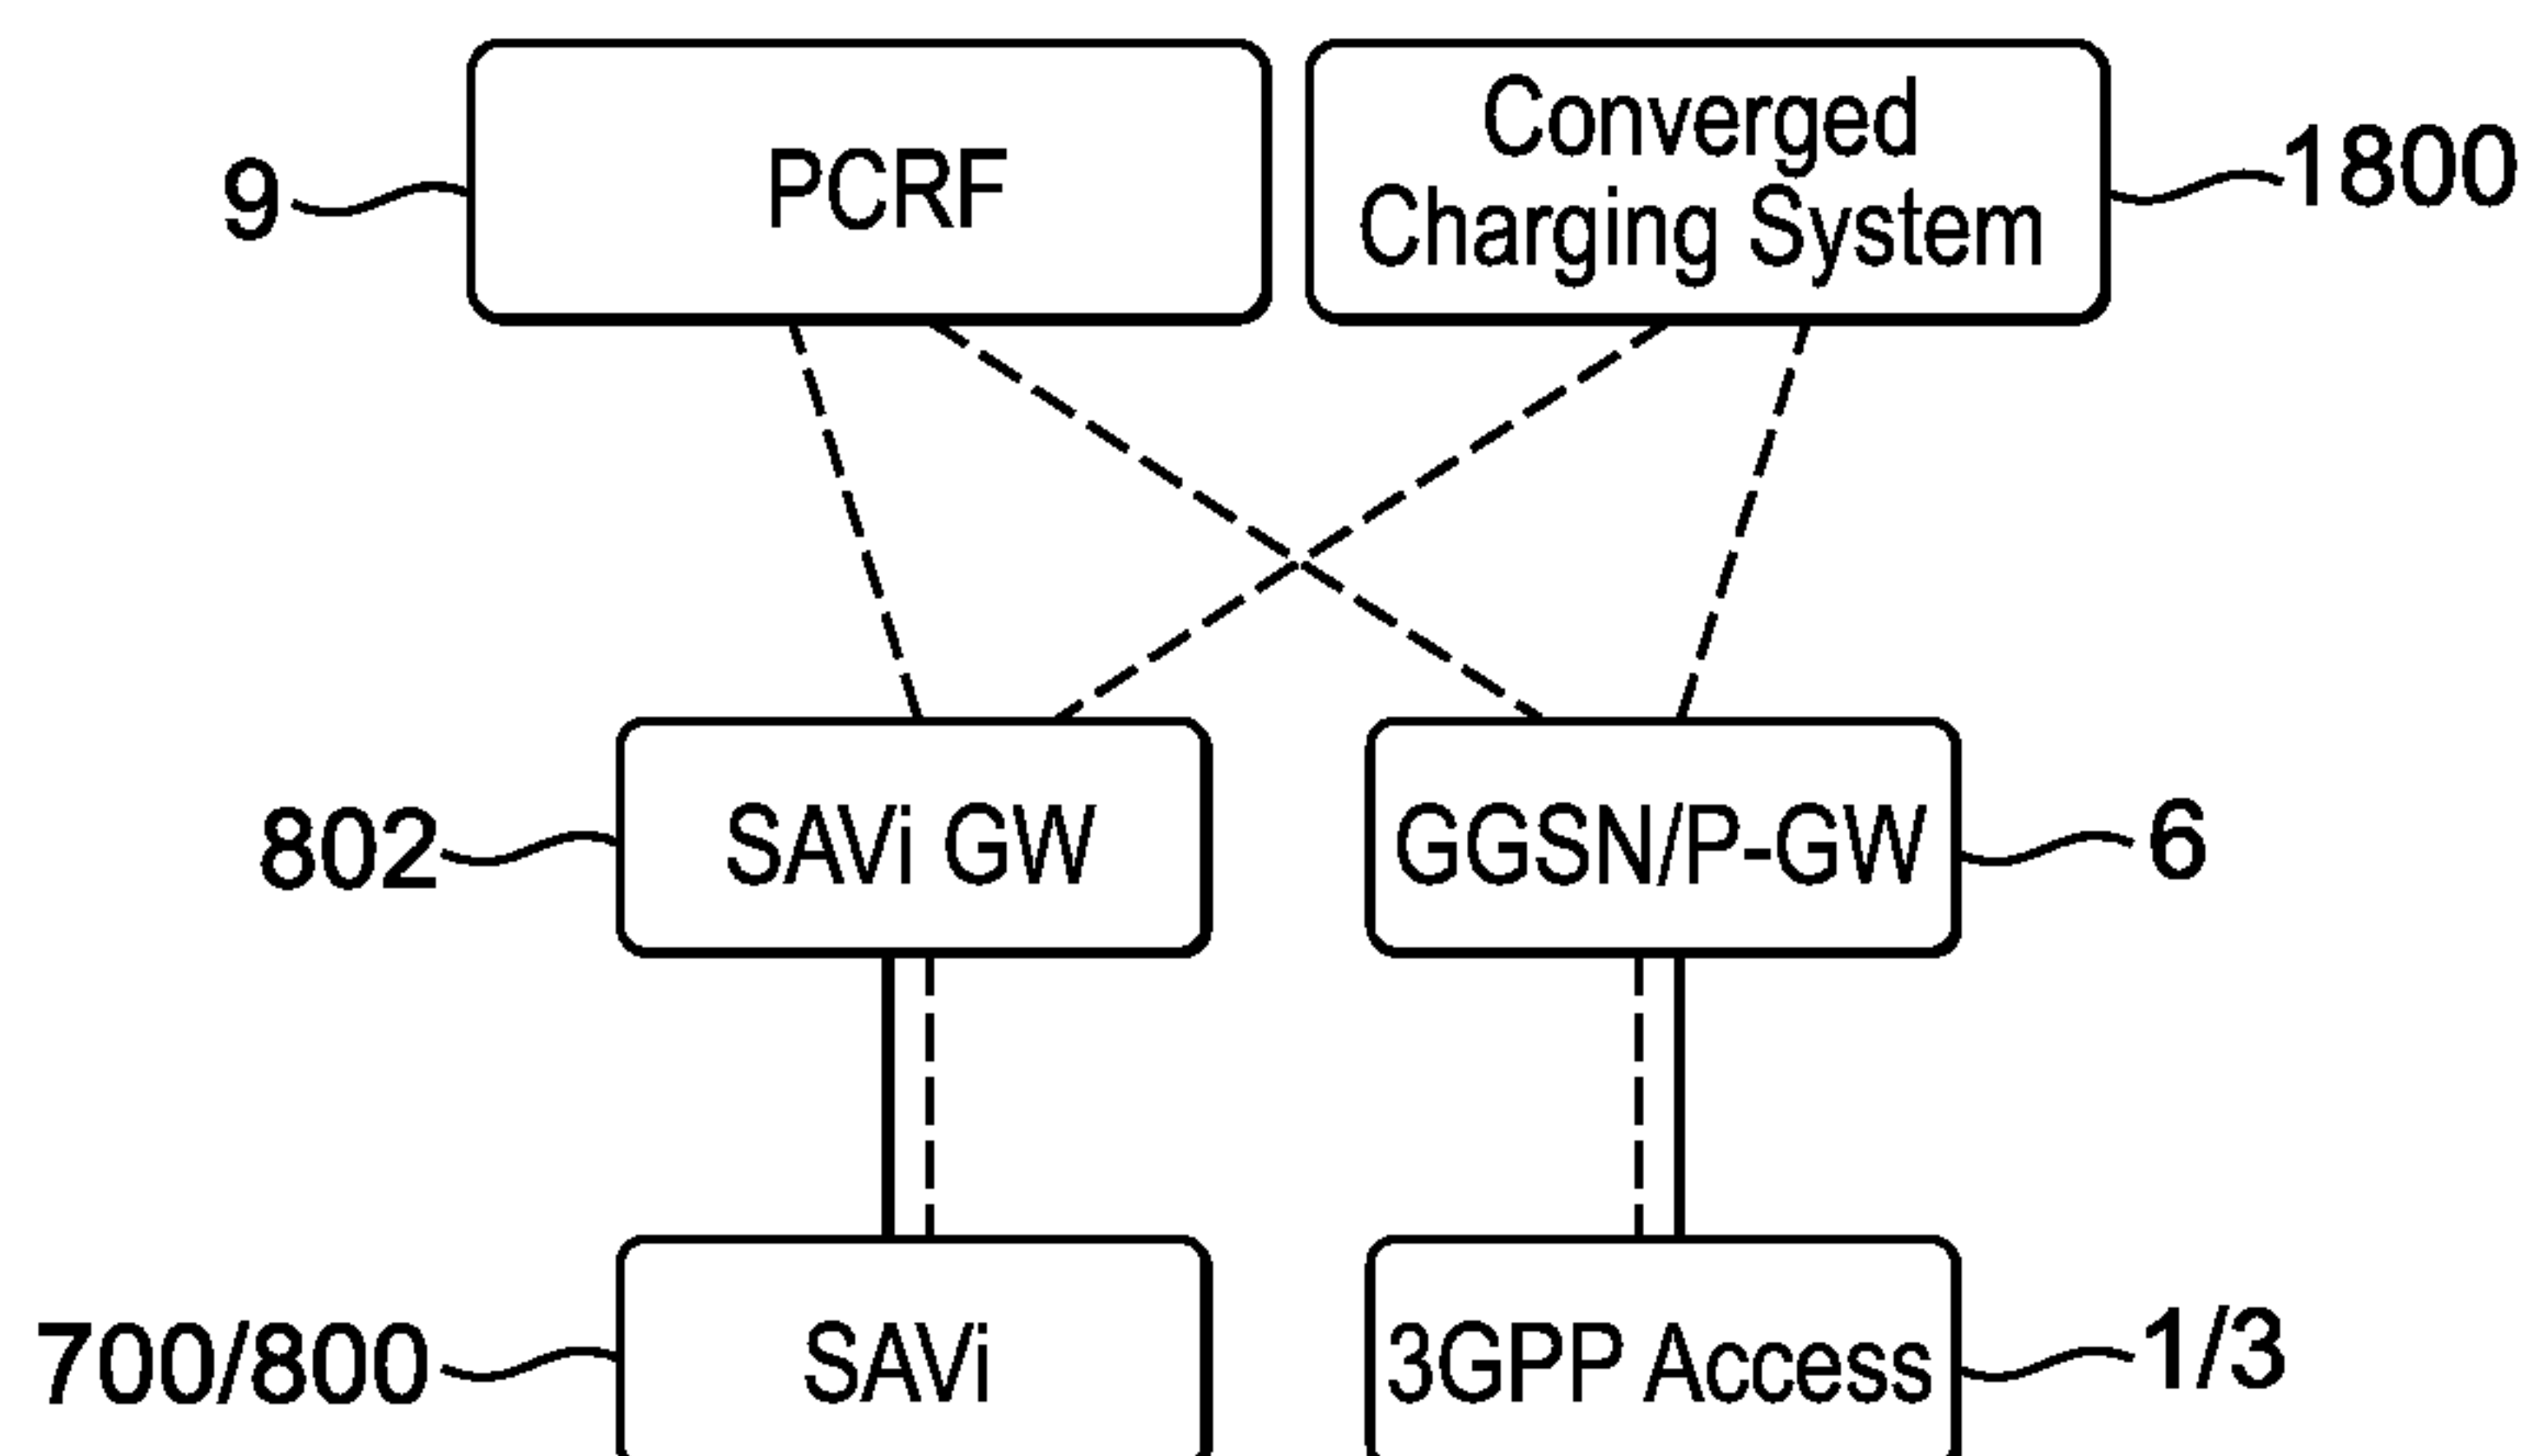 9
PCRF
Converged
Charging System
1800
802
SAVi GW
GGSN/P-GW
6
700/800
SAVi
3GPP Access
1/3